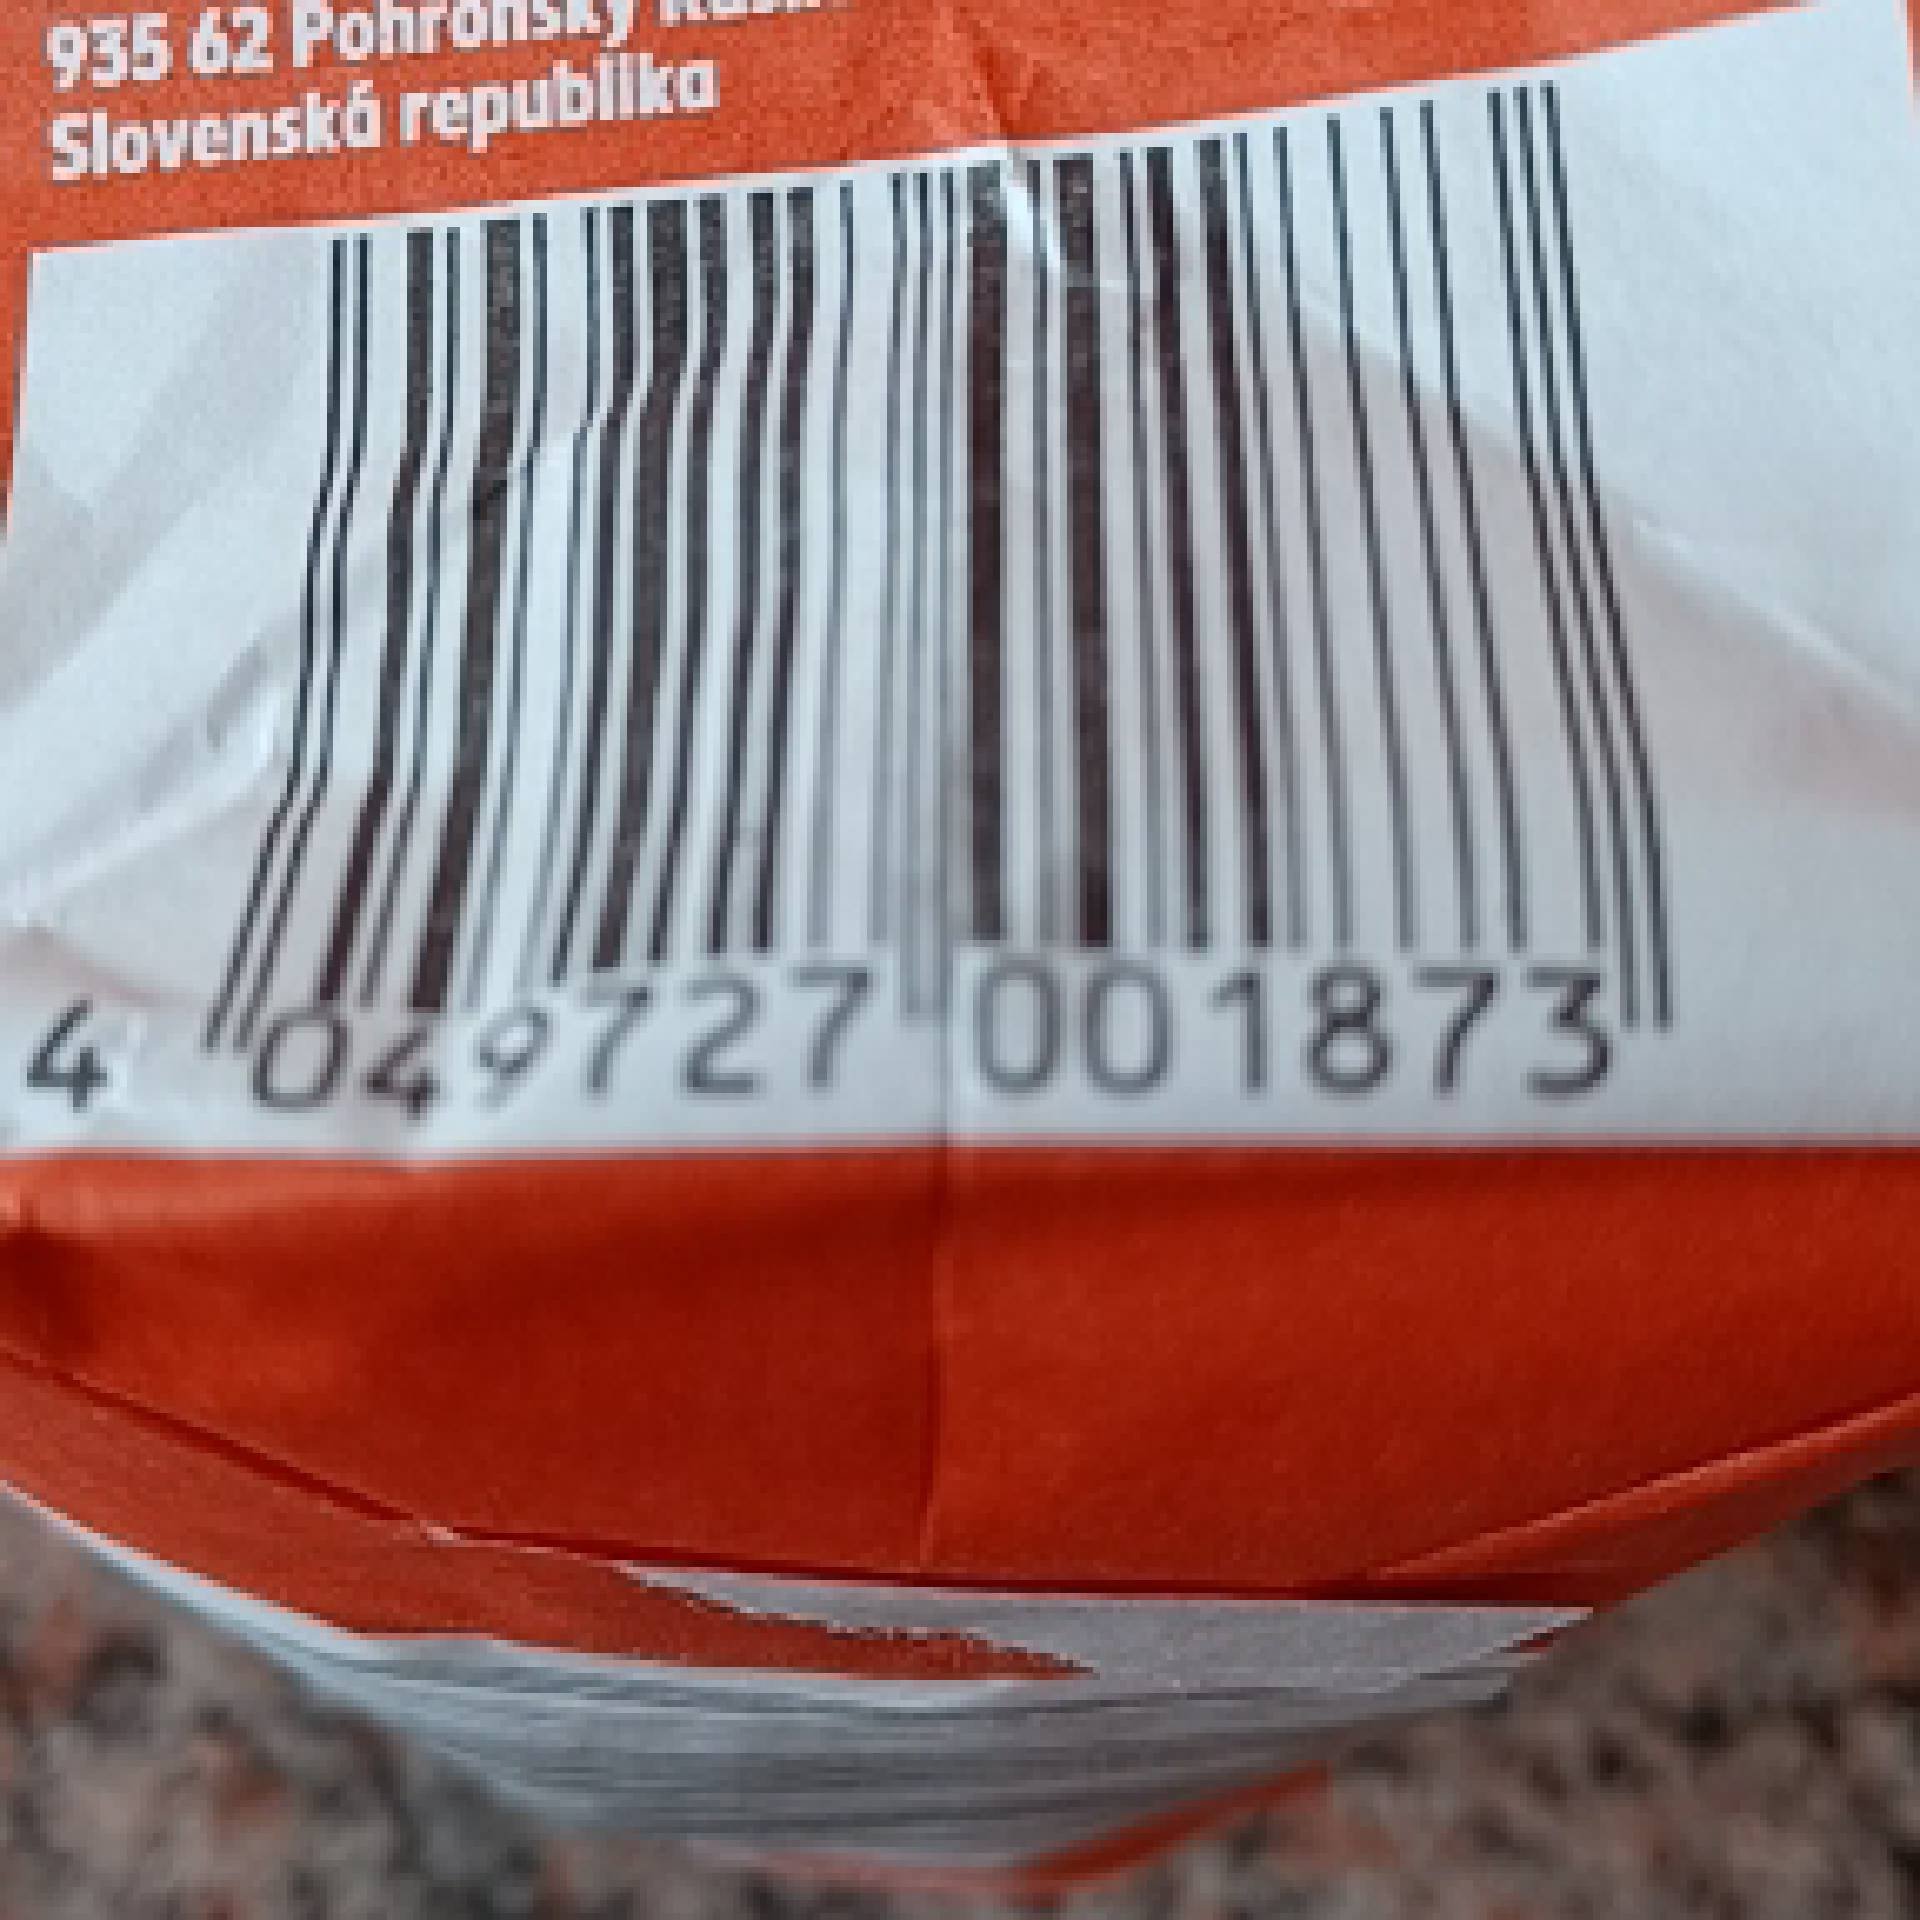 935 62 Pohronský
Slovenská republika
4 049727 001873